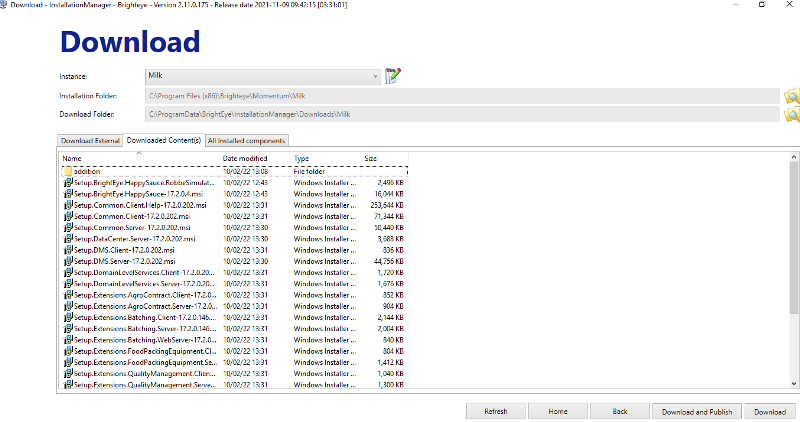 Download - InstallationManager - Brighteye - Version 2.11.0.175 - Release date 2021-11-09 09:42:15 [03:31:01]
Download
Instance: Milk
Installation Folder: C:\Program Files (x86)\Brighteye\Momentum\Milk
Download Folder: C:\ProgramData\BrightEye\InstallationManager\Downloads\Milk
Download External Downloaded Content(s) All Installed components
Name Date modified Type Size
addition 10/02/22 13:08 File folder
Setup.BrightEye.HappySauce.RobbeSimulat... 10/02/22 12:43 Windows Installer ... 2,496 KB
Setup.BrightEye.HappySauce-17.2.0.4.msi 10/02/22 12:43 Windows Installer ... 16,044 KB
Setup.Common.Client.Help-17.2.0.202.msi 10/02/22 13:31 Windows Installer ... 253,644 KB
Setup.Common.Client-17.2.0.202.msi 10/02/22 13:31 Windows Installer ... 71,344 KB
Setup.Common.Server-17.2.0.202.msi 10/02/22 13:30 Windows Installer ... 50,440 KB
Setup.DataCenter.Server-17.2.0.202.msi 10/02/22 13:30 Windows Installer ... 3,688 KB
Setup.DMS.Client-17.2.0.202.msi 10/02/22 13:31 Windows Installer ... 836 KB
Setup.DMS.Server-17.2.0.202.msi 10/02/22 13:30 Windows Installer ... 44,756 KB
Setup.DomainLevelServices.Client-17.2.0.20... 10/02/22 13:31 Windows Installer ... 1,720 KB
Setup.DomainLevelServices.Server-17.2.0.20... 10/02/22 13:31 Windows Installer ... 1,676 KB
Setup.Extensions.AgroContract.Client-17.2.0... 10/02/22 13:31 Windows Installer ... 852 KB
Setup.Extensions.AgroContract.Server-17.2.0... 10/02/22 13:31 Windows Installer ... 904 KB
Setup.Extensions.Batching.Client-17.2.0.146.... 10/02/22 13:31 Windows Installer ... 2,144 KB
Setup.Extensions.Batching.Server-17.2.0.146.... 10/02/22 13:31 Windows Installer ... 2,004 KB
Setup.Extensions.Batching.WebServer-17.2.0... 10/02/22 13:31 Windows Installer ... 840 KB
Setup.Extensions.FoodPackingEquipment.Cl... 10/02/22 13:31 Windows Installer ... 804 KB
Setup.Extensions.FoodPackingEquipment.Se... 10/02/22 13:31 Windows Installer ... 1,412 KB
Setup.Extensions.QualityManagement.Clien... 10/02/22 13:31 Windows Installer ... 1,040 KB
Setup.Extensions.QualityManagement.Serve... 10/02/22 13:31 Windows Installer ... 1,300 KB
Refresh Home Back Download and Publish Download